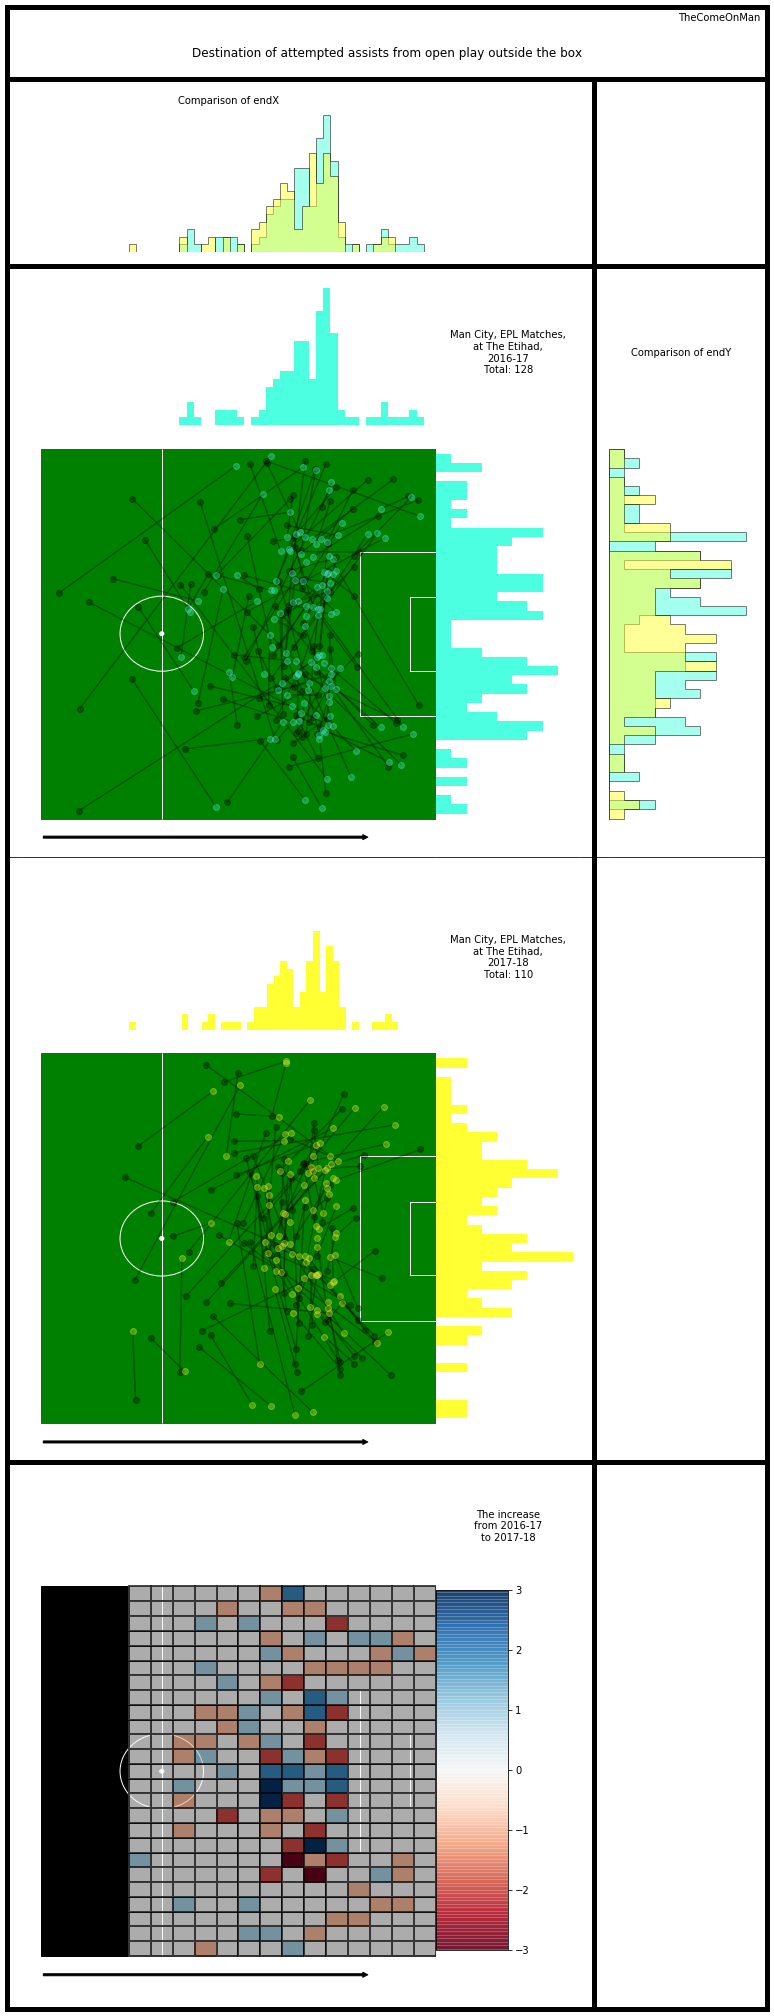 TheComeOnMan
Destination of attempted assists from open play outside the box
Comparison of endX
Man City, EPL Matches,
at The Etihad,
2016-17
Total: 128
Comparison of endY
Man City, EPL Matches,
at The Etihad,
2017-18
Total: 110
The increase
from 2016-17
to 2017-18
3
2
1
0
−1
−2
−3